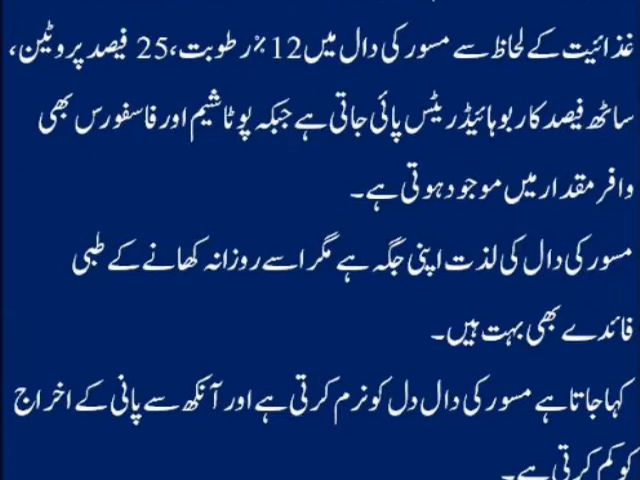 غذائیت کے لحاظ سے مسور کی دال میں 12٪ رطوبت، 25 فیصد پروٹین،
ساٹھ فیصد کاربوہائیڈریٹس پائی جاتی ہے جبکہ پوٹاشیم اور فاسفورس بھی
وافر مقدار میں موجود ہوتی ہے۔
مسور کی دال کی لذت اپنی جگہ ہے مگر اسے روزانہ کھانے کے طبی
فائدے بھی بہت ہیں۔
کہا جاتا ہے مسور کی دال دل کو نرم کرتی ہے اور آنکھ سے پانی کے اخراج
کو کم کرتی ہے۔